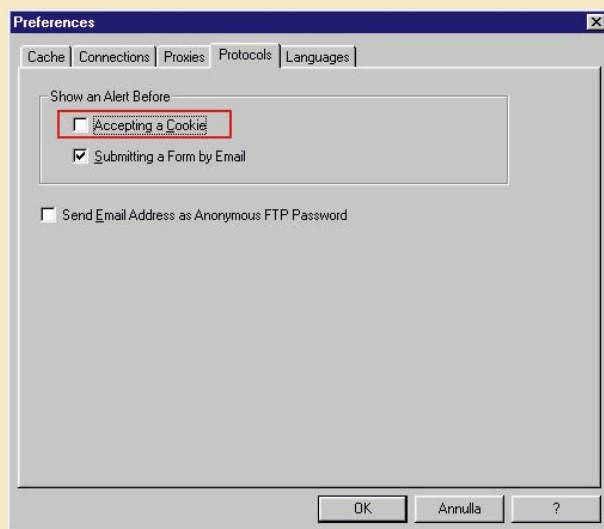 Preferences
Cache Connections Proxies Protocols Languages
Show an Alert Before
Accepting a Cookie
Submitting a Form by Email
Send Email Address as Anonymous FTP Password
OK Annulla ?